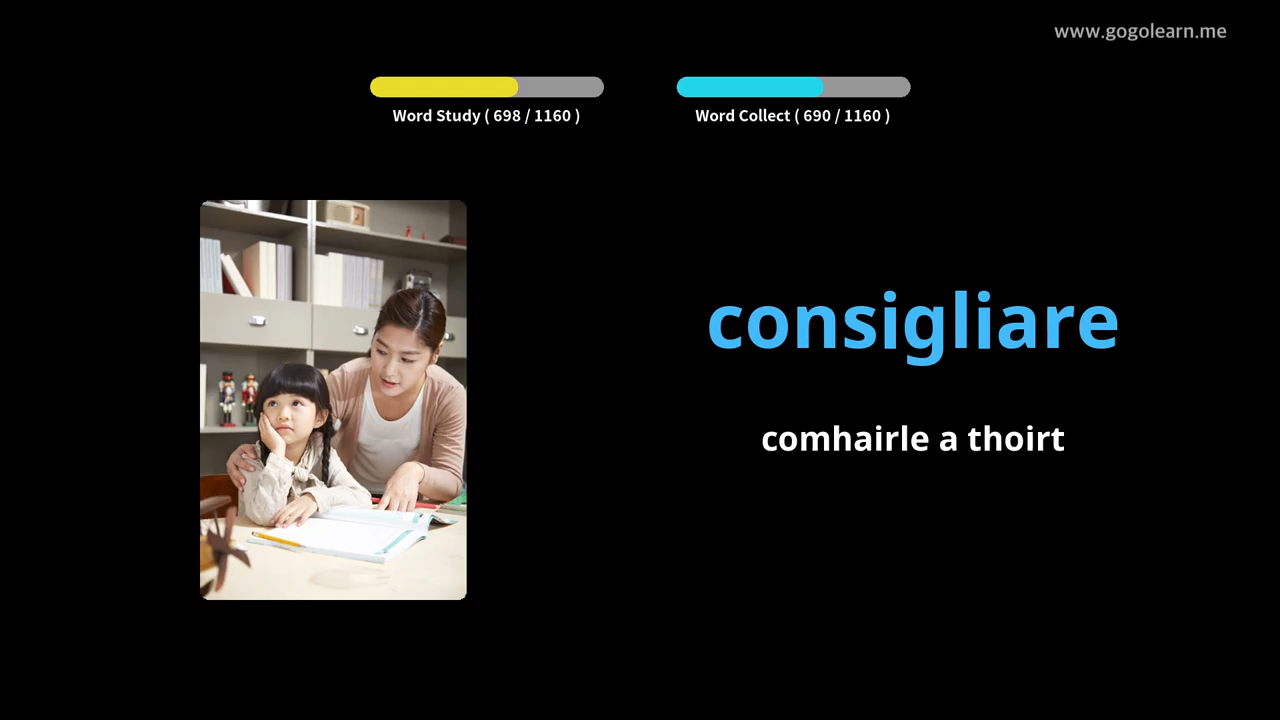 www.gogolearn.me
Word Study ( 698 / 1160 )
Word Collect ( 690 / 1160 )
consigliare
comhairle a thoirt